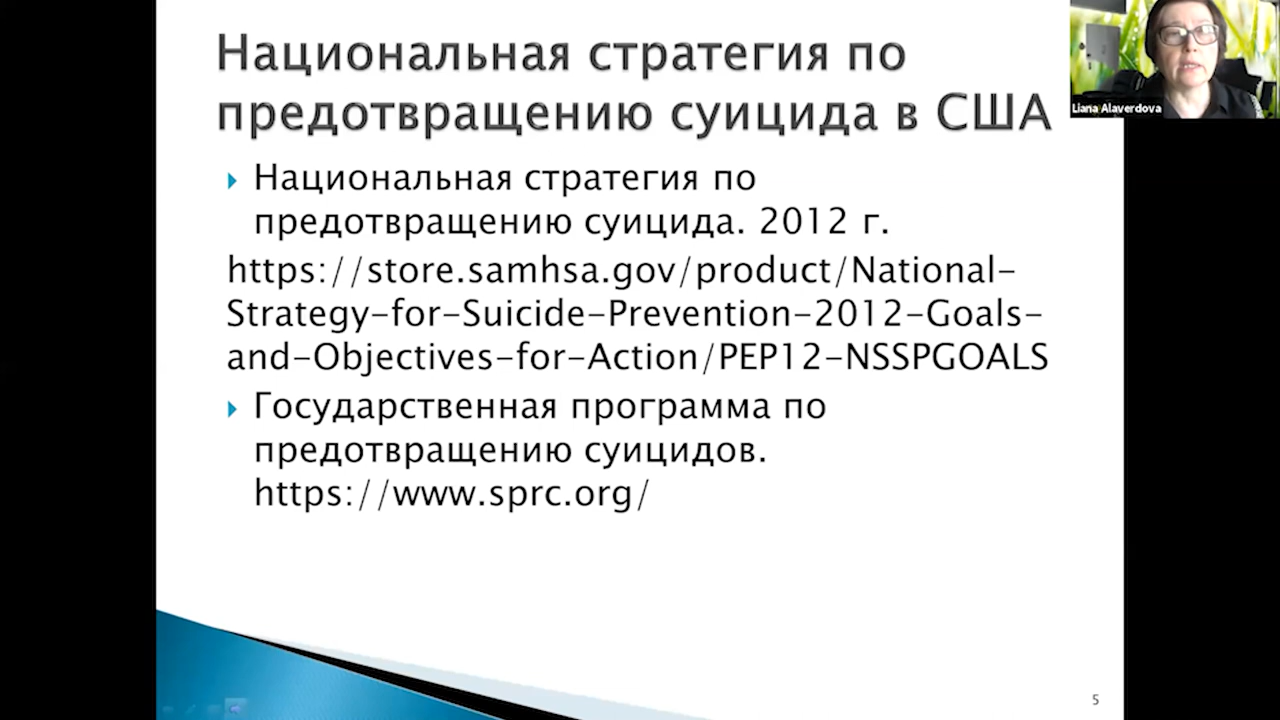 Национальная стратегия по
предотвращению суицида в США
Liana Alaverdova
Национальная стратегия по
предотвращению суицида. 2012 г.
https://store.samhsa.gov/product/National-
Strategy-for-Suicide-Prevention-2012-Goals-
and-Objectives-for-Action/PEP12-NSSPGOALS
Государственная программа по
предотвращению суицидов.
https://www.sprc.org/
5